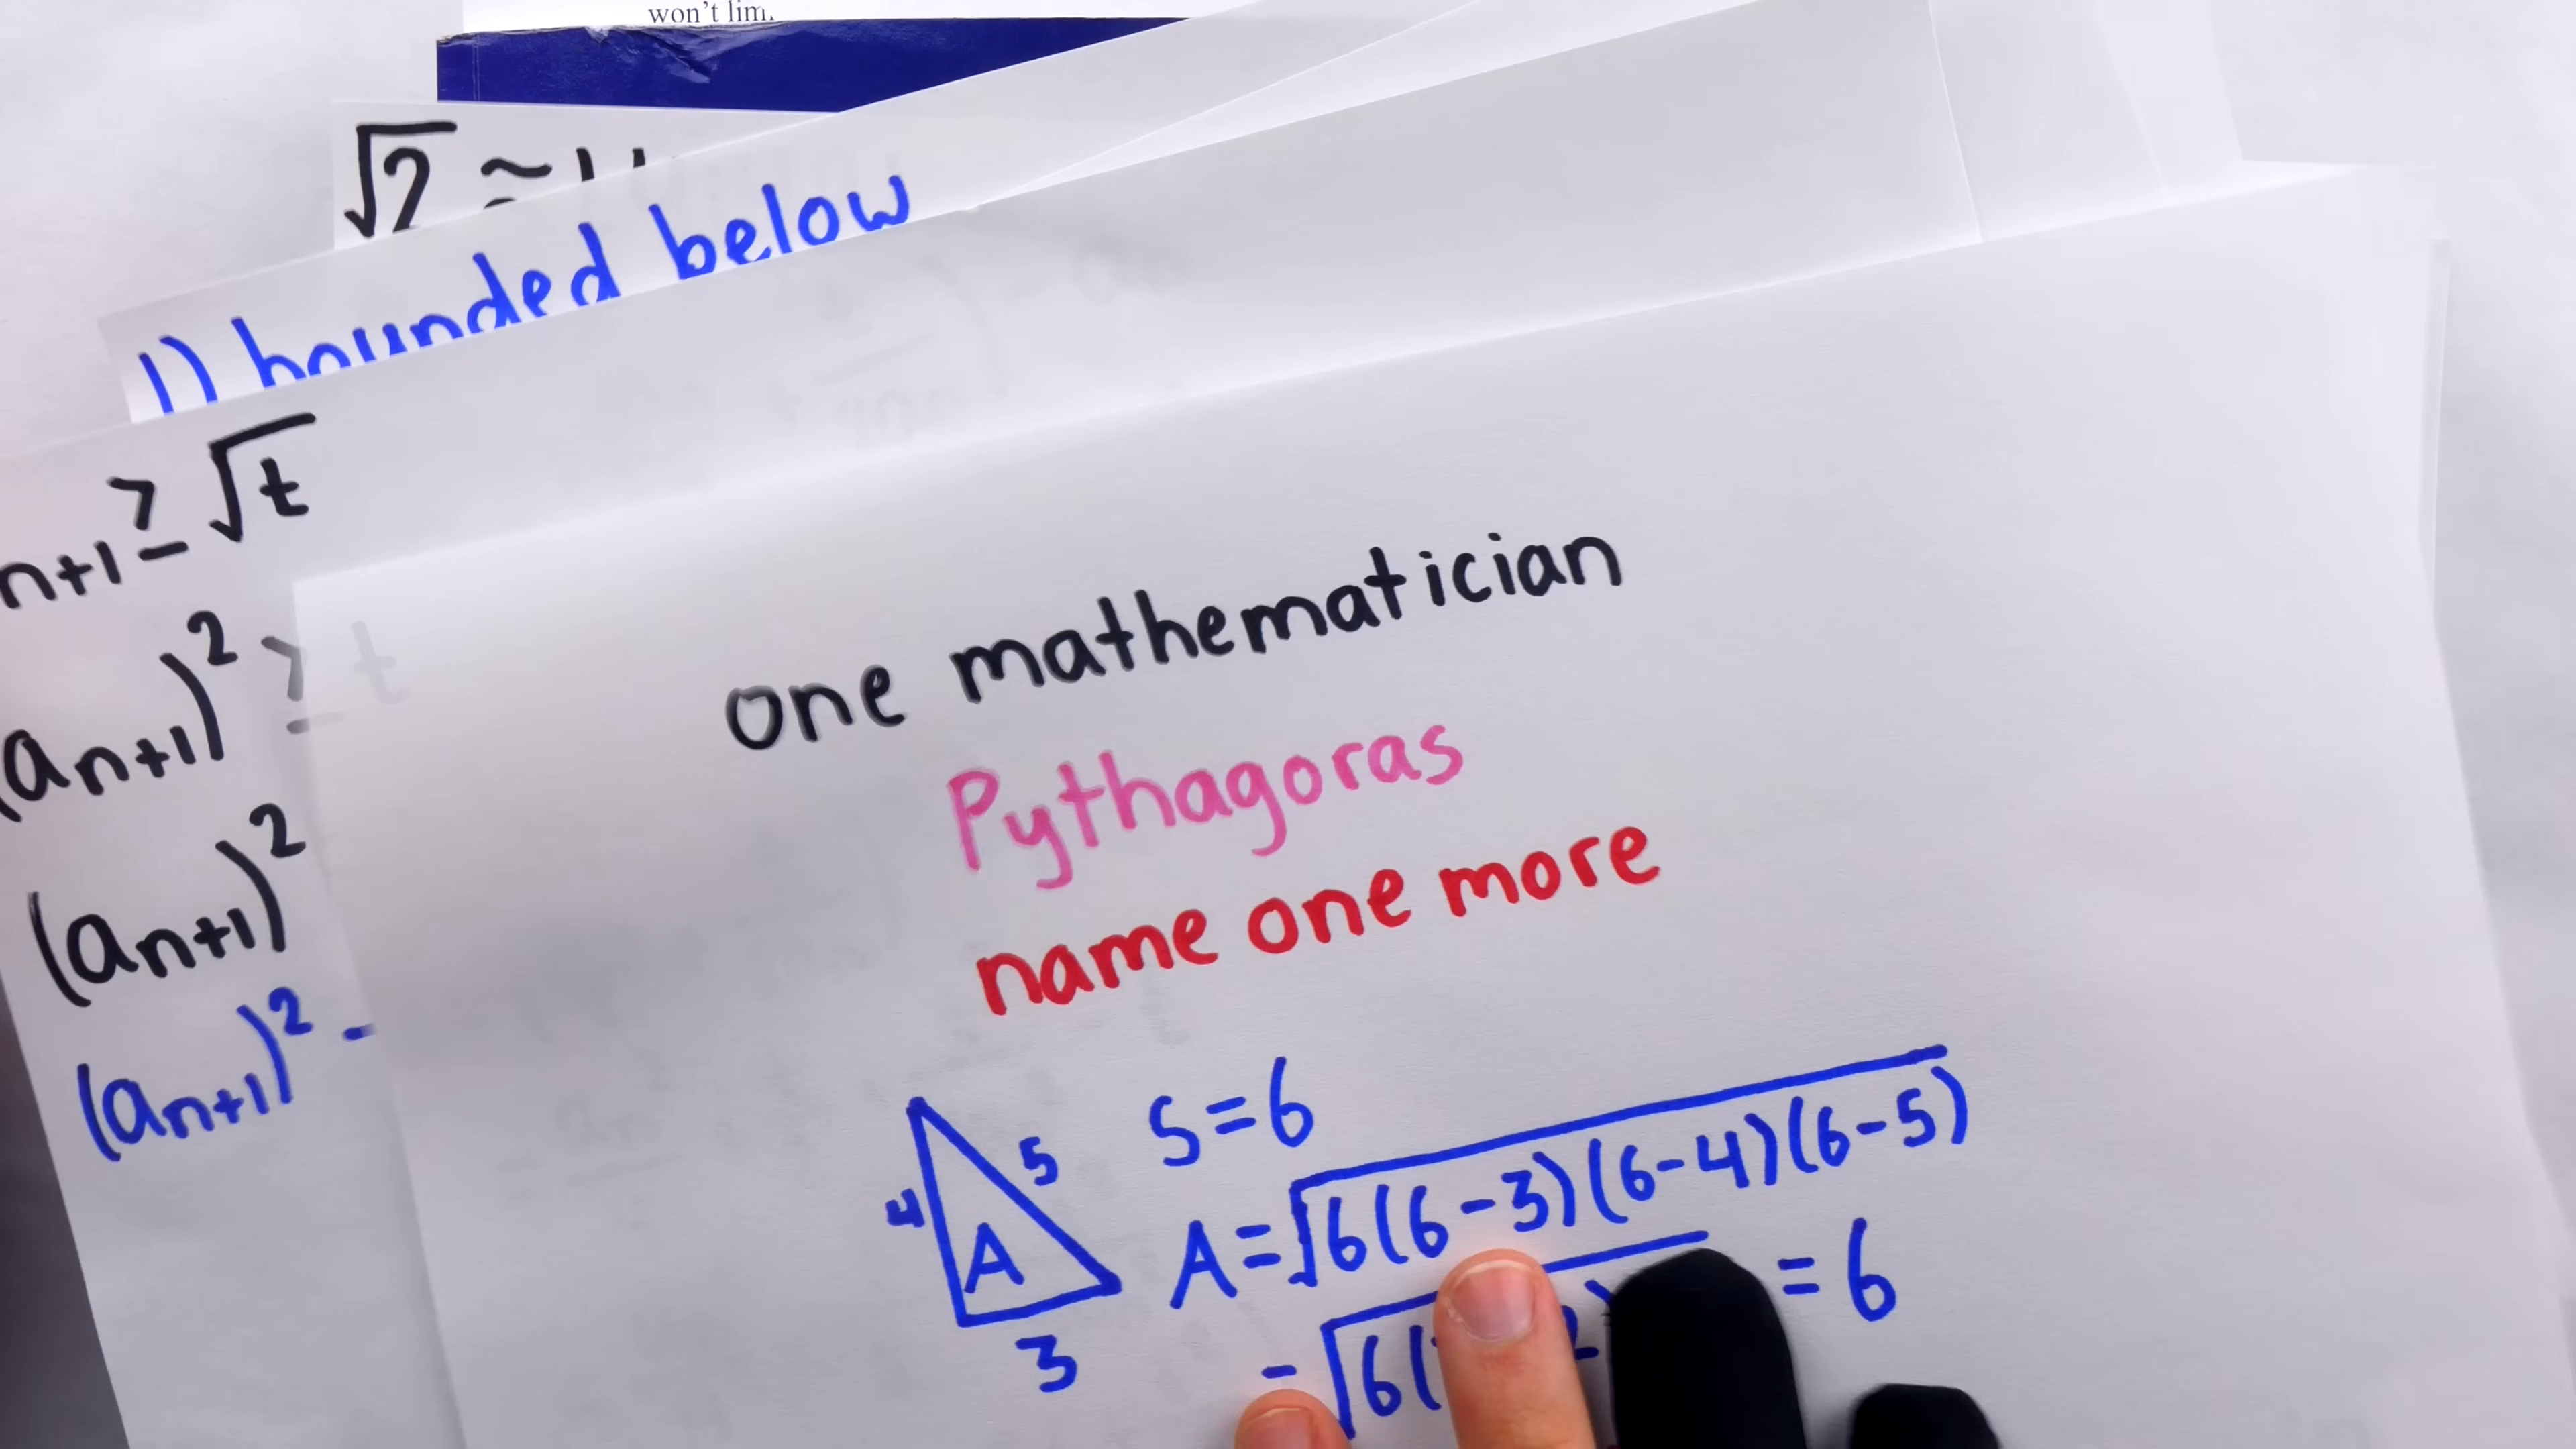 won't lim
√2 ≈ 1
1) bounded below
n+1 ≥ √t
(an+1)² ≥ t
(an+1)²
(an+1)² -
one mathematician
Pythagoras
name one more
5 S=6
4 A A=√6(6-3)(6-4)(6-5)
3 =√6( = 6